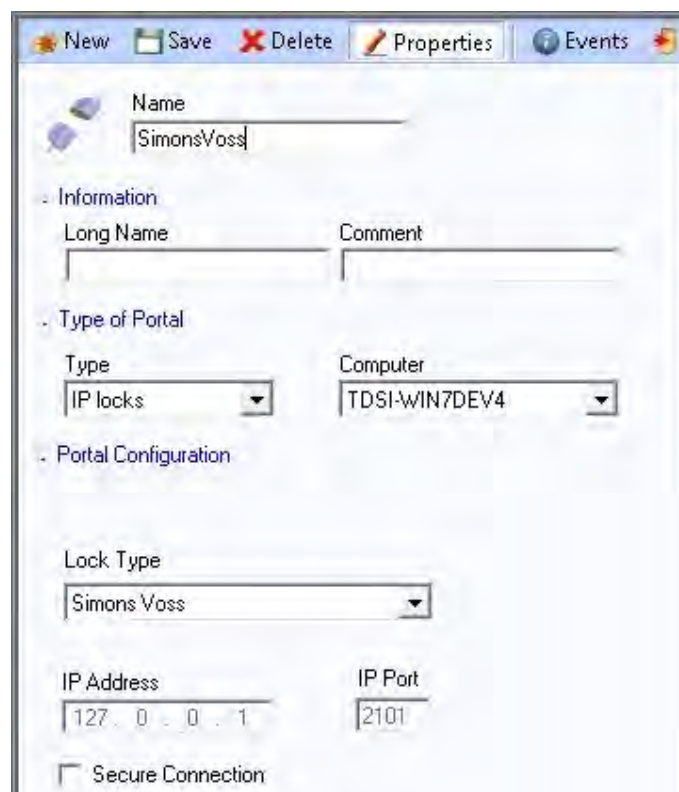 New Save Delete Properties Events
Name
SimonsVoss
Information
Long Name Comment
Type of Portal
Type Computer
IP locks TDSI-WIN7DEV4
Portal Configuration
Lock Type
Simons Voss
IP Address IP Port
127 . 0 . 0 . 1 2101
Secure Connection